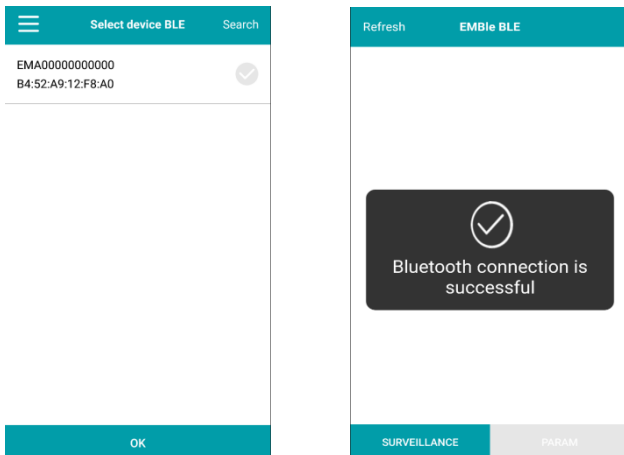 Select device BLE
Search
EMA00000000000
B4:52:A9:12:F8:A0
OK
Refresh
EMBle BLE
Bluetooth connection is
successful
SURVEILLANCE
PARAM